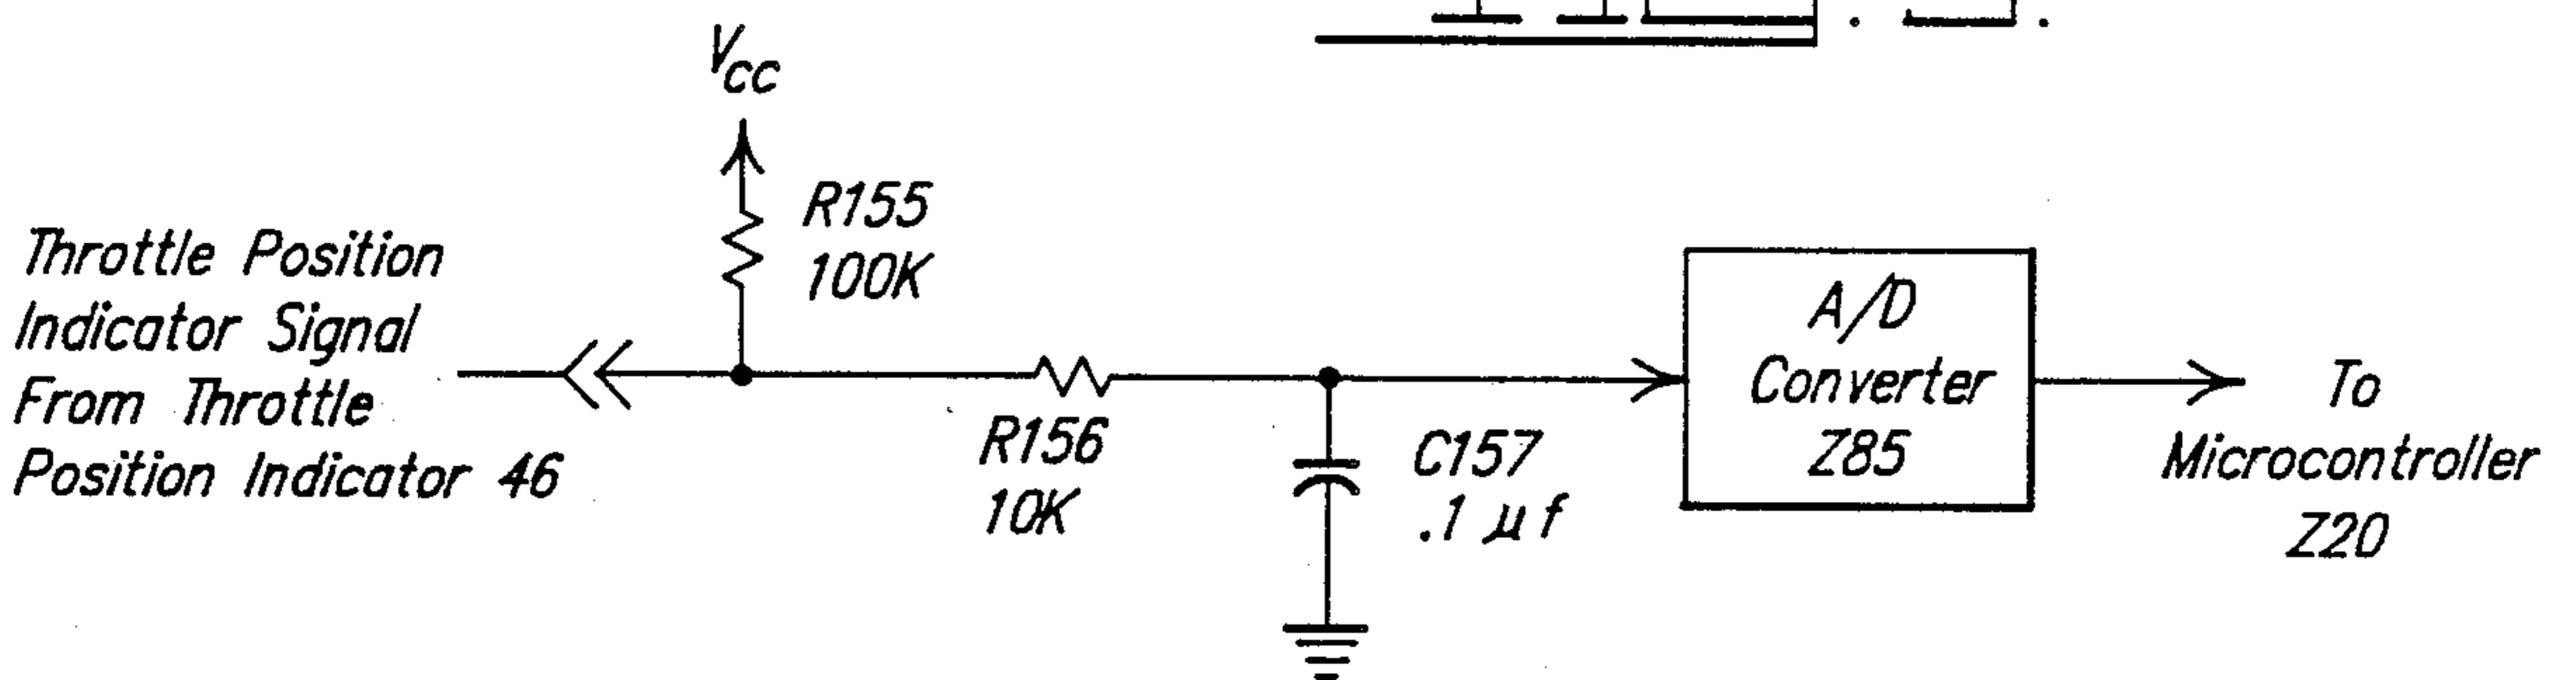 Vcc
R155
100K
Throttle Position
Indicator Signal
From Throttle
Position Indicator 46
R156
10K
C157
.1 µf
A/D
Converter
Z85
To
Microcontroller
Z20